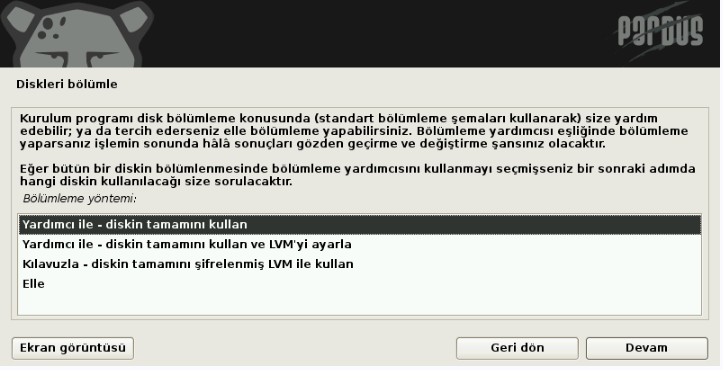 PARDUS
Diskleri bölümle
Kurulum programı disk bölümleme konusunda (standart bölümleme şemaları kullanarak) size yardım
edebilir; ya da tercih ederseniz elle bölümleme yapabilirsiniz. Bölümleme yardımcısı eşliğinde bölümleme
yaparsanız işlemin sonunda hâlâ sonuçları gözden geçirme ve değiştirme şansınız olacaktır.
Eğer bütün bir diskin bölümlenmesinde bölümleme yardımcısını kullanmayı seçmişseniz bir sonraki adımda
hangi diskin kullanılacağı size sorulacaktır.
Bölümleme yöntemi:
Yardımcı ile - diskin tamamını kullan
Yardımcı ile - diskin tamamını kullan ve LVM'yi ayarla
Kılavuzla - diskin tamamını şifrelenmiş LVM ile kullan
Elle
Ekran görüntüsü
Geri dön
Devam